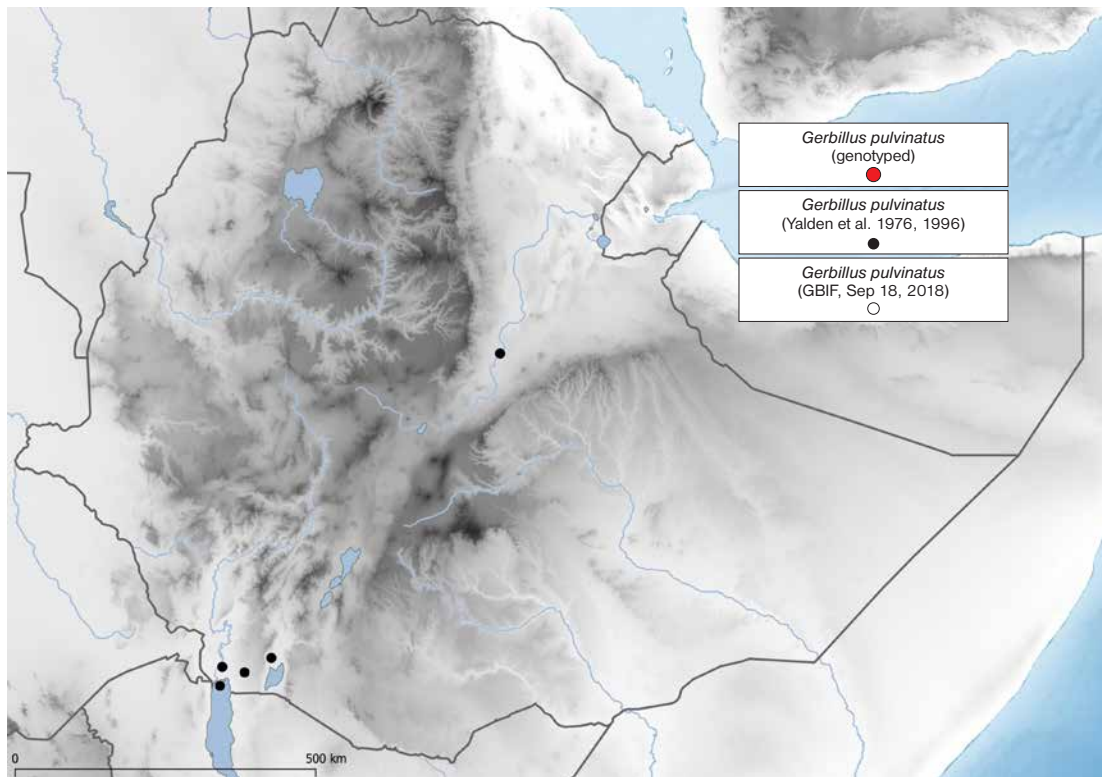 Gerbillus pulvinatus
(genotyped)
Gerbillus pulvinatus
(Yalden et al. 1976, 1996)
Gerbillus pulvinatus
(GBIF, Sep 18, 2018)
0 500 km